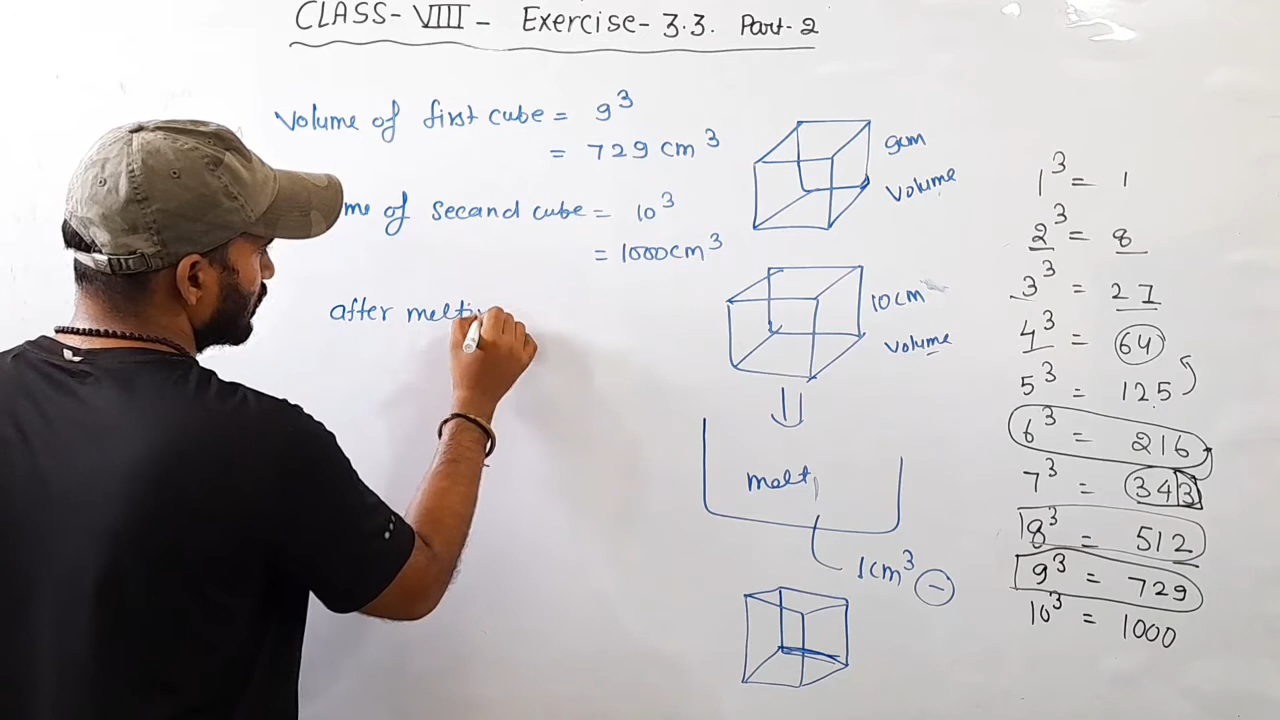 CLASS-VIII- Exercise-3.3. Part-2
Volume of first cube = 9³
= 729 cm³
me of second cube = 10³
= 1000cm³
after melti
9cm
volume
10cm
volume
melt
1cm³ -
1³ = 1
2³ = 8
3³ = 27
4³ = 64
5³ = 125
6³ = 216
7³ = 343
8³ = 512
9³ = 729
10³ = 1000